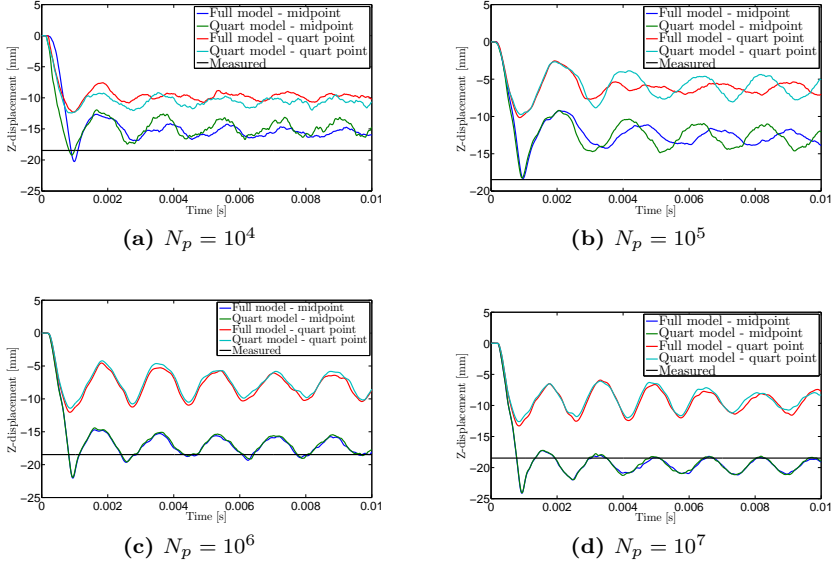 5
0
−5
−10
−15
−20
−25
Z-displacement [mm]
0
0.002
0.004
0.006
0.008
0.01
Time [s]
Full model - midpoint
Quart model - midpoint
Full model - quart point
Quart model - quart point
Measured
(a) N_p = 10^4
5
0
−5
−10
−15
−20
Z-displacement [mm]
0
0.002
0.004
0.006
0.008
0.01
Time [s]
Full model - midpoint
Quart model - midpoint
Full model - quart point
Quart model - quart point
Measured
(b) N_p = 10^5
5
0
−5
−10
−15
−20
−25
Z-displacement [mm]
0
0.002
0.004
0.006
0.008
0.01
Time [s]
Full model - midpoint
Quart model - midpoint
Full model - quart point
Quart model - quart point
Measured
(c) N_p = 10^6
5
0
−5
−10
−15
−20
−25
Z-displacement [mm]
0
0.002
0.004
0.006
0.008
0.01
Time [s]
Full model - midpoint
Quart model - midpoint
Full model - quart point
Quart model - quart point
Measured
(d) N_p = 10^7